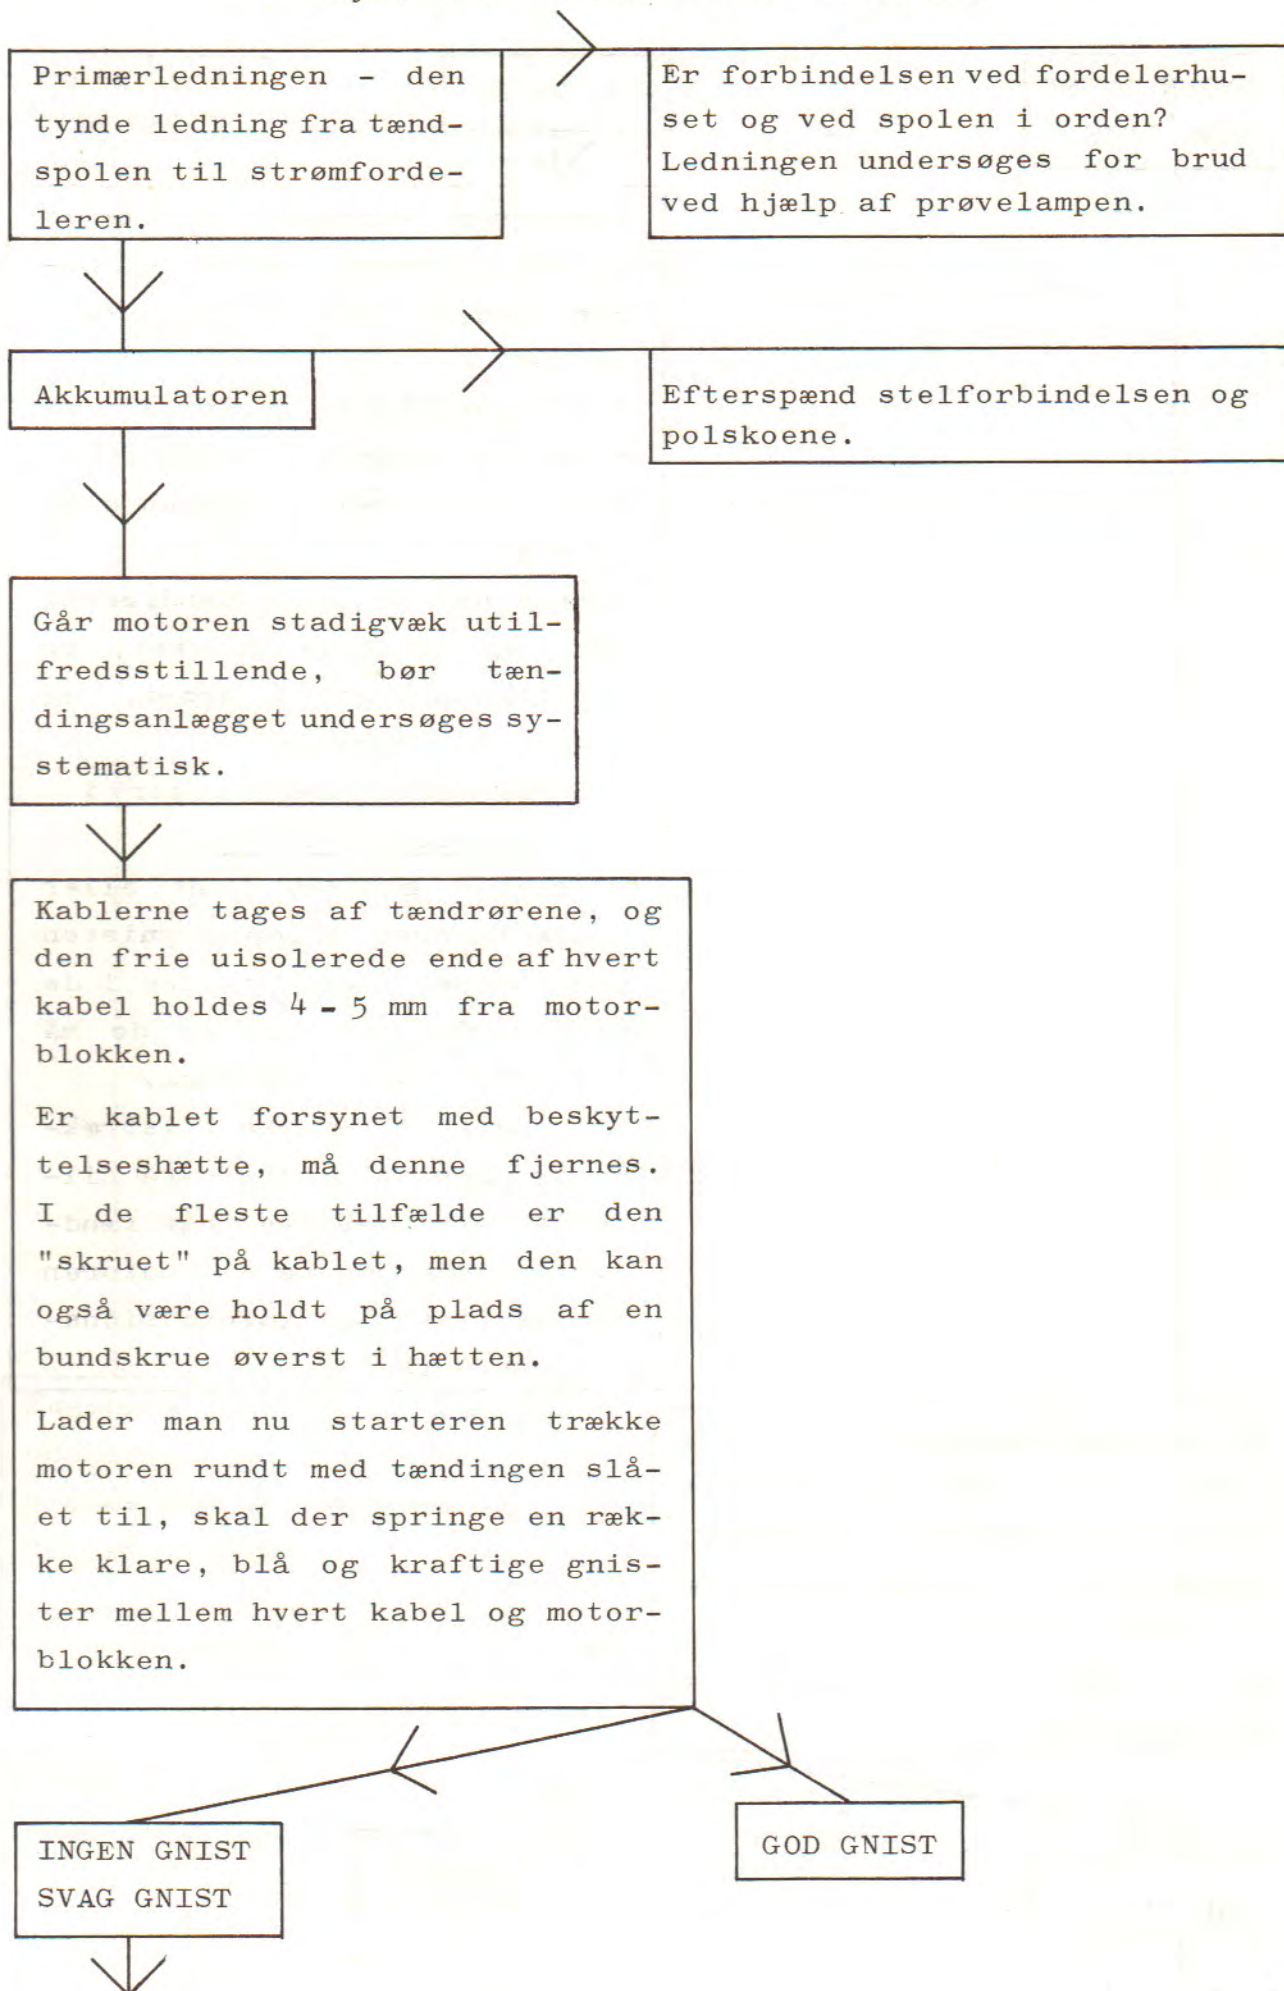 Primærledningen - den
tynde ledning fra tænd-
spolen til strømforde-
leren.
Er forbindelsen ved fordelerhu-
set og ved spolen i orden?
Ledningen undersøges for brud
ved hjælp af prøvelampen.
Akkumulatoren
Efterspænd stelforbindelsen og
polskoene.
Går motoren stadigvæk util-
fredsstillende, bør tæn-
dingsanlægget undersøges sy-
stematisk.
Kablerne tages af tændrørene, og
den frie uisolerede ende af hvert
kabel holdes 4 - 5 mm fra motor-
blokken.
Er kablet forsynet med beskyt-
telseshætte, må denne fjernes.
I de fleste tilfælde er den
"skruet" på kablet, men den kan
også være holdt på plads af en
bundskrue øverst i hætten.
Lader man nu starteren trække
motoren rundt med tændingen slå-
et til, skal der springe en ræk-
ke klare, blå og kraftige gnis-
ter mellem hvert kabel og motor-
blokken.
INGEN GNIST
SVAG GNIST
GOD GNIST